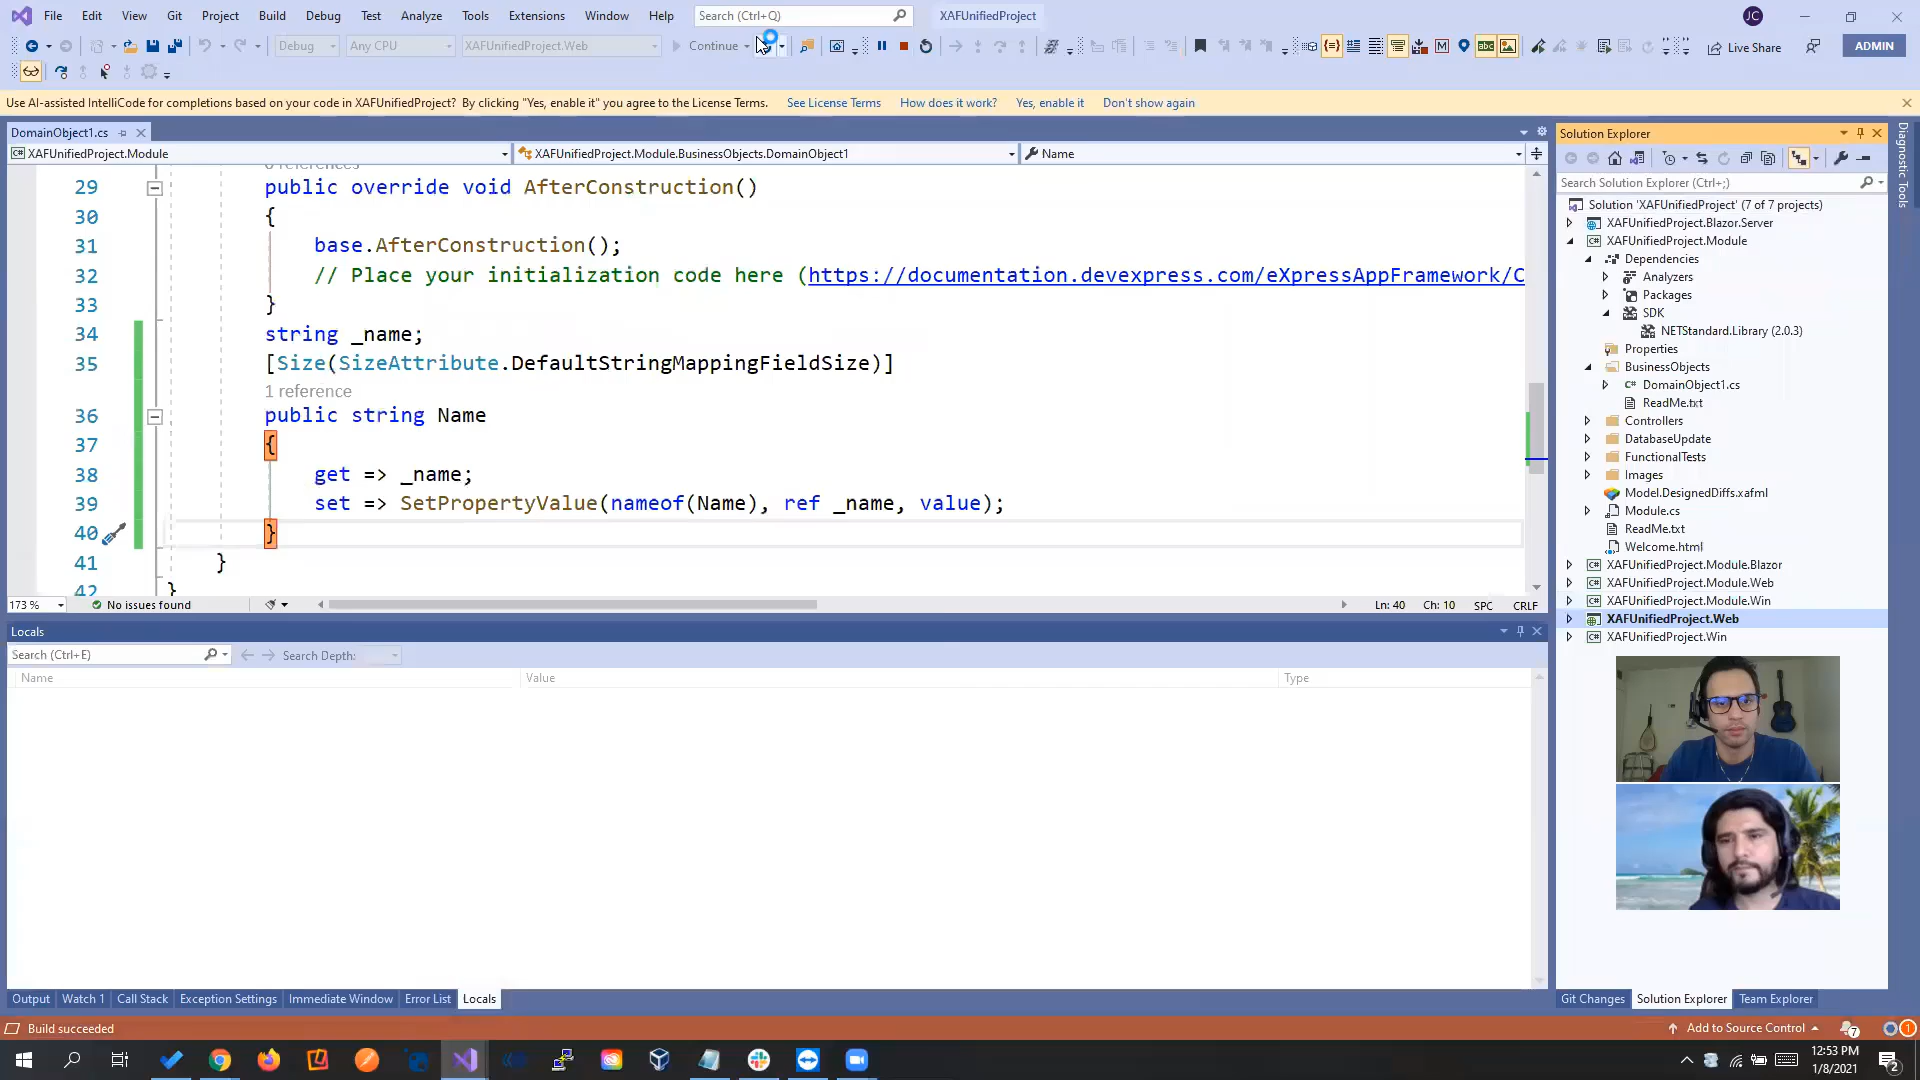 File Edit View Git Project Build Debug Test Analyze Tools Extensions Window Help Search (Ctrl+Q) XAFUnifiedProject JC
Debug Any CPU XAFUnifiedProject.Web Continue Live Share ADMIN
Use AI-assisted IntelliCode for completions based on your code in XAFUnifiedProject? By clicking "Yes, enable it" you agree to the License Terms. See License Terms How does it work? Yes, enable it Don't show again
DomainObject1.cs
XAFUnifiedProject.Module XAFUnifiedProject.Module.BusinessObjects.DomainObject1 Name
0 references
29 public override void AfterConstruction()
30 {
31 base.AfterConstruction();
32 // Place your initialization code here (https://documentation.devexpress.com/eXpressAppFramework/C
33 }
34 string _name;
35 [Size(SizeAttribute.DefaultStringMappingFieldSize)]
1 reference
36 public string Name
37 {
38 get => _name;
39 set => SetPropertyValue(nameof(Name), ref _name, value);
40 }
41 }
42 }
173 % No issues found Ln: 40 Ch: 10 SPC CRLF
Locals
Search (Ctrl+E) Search Depth:
Name Value Type
Output Watch 1 Call Stack Exception Settings Immediate Window Error List Locals
Solution Explorer
Search Solution Explorer (Ctrl+;)
Solution 'XAFUnifiedProject' (7 of 7 projects)
XAFUnifiedProject.Blazor.Server
XAFUnifiedProject.Module
Dependencies
Analyzers
Packages
SDK
NETStandard.Library (2.0.3)
Properties
BusinessObjects
DomainObject1.cs
ReadMe.txt
Controllers
DatabaseUpdate
FunctionalTests
Images
Model.DesignedDiffs.xafml
Module.cs
ReadMe.txt
Welcome.html
XAFUnifiedProject.Module.Blazor
XAFUnifiedProject.Module.Web
XAFUnifiedProject.Module.Win
XAFUnifiedProject.Web
XAFUnifiedProject.Win
Git Changes Solution Explorer Team Explorer
Diagnostic Tools
Build succeeded Add to Source Control 7 1
12:53 PM
1/8/2021
2